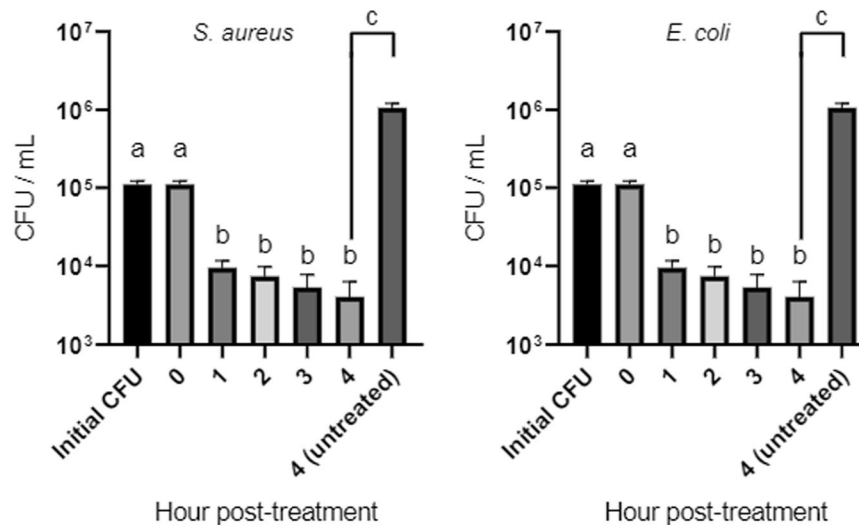 S. aureus
c
10⁷
10⁶
10⁵
10⁴
10³
CFU / mL
a
a
b
b
b
b
Initial CFU
0
1
2
3
4
4 (untreated)
Hour post-treatment
E. coli
c
10⁷
10⁶
10⁵
10⁴
10³
CFU / mL
a
a
b
b
b
b
Initial CFU
0
1
2
3
4
4 (untreated)
Hour post-treatment